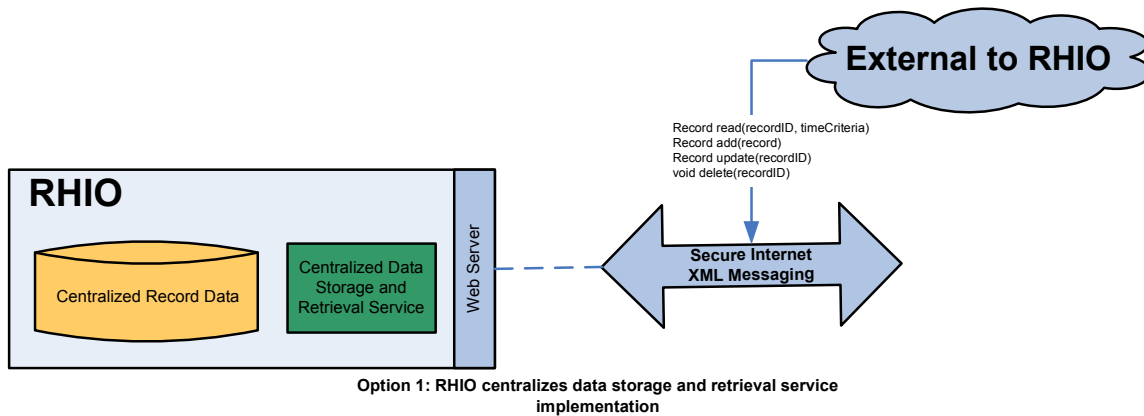 External to RHIO
Record read(recordID, timeCriteria)
Record add(record)
Record update(recordID)
void delete(recordID)
RHIO
Centralized Record Data
Centralized Data
Storage and
Retrieval Service
Web Server
Secure Internet
XML Messaging
Option 1: RHIO centralizes data storage and retrieval service
implementation